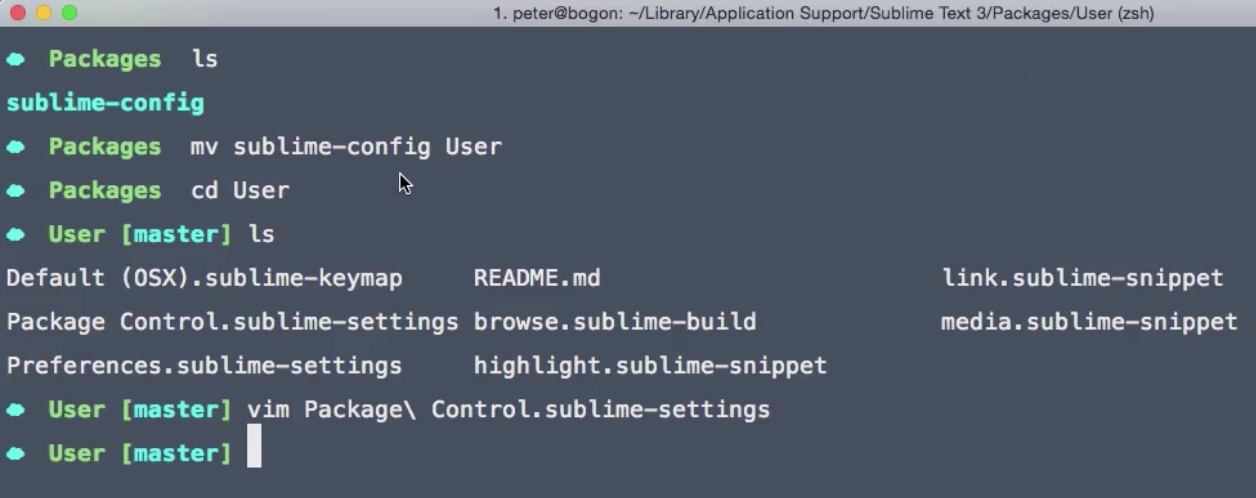 1. peter@bogon: ~/Library/Application Support/Sublime Text 3/Packages/User (zsh)
Packages ls
sublime-config
Packages mv sublime-config User
Packages cd User
User [master] ls
Default (OSX).sublime-keymap README.md link.sublime-snippet
Package Control.sublime-settings browse.sublime-build media.sublime-snippet
Preferences.sublime-settings highlight.sublime-snippet
User [master] vim Package\ Control.sublime-settings
User [master]